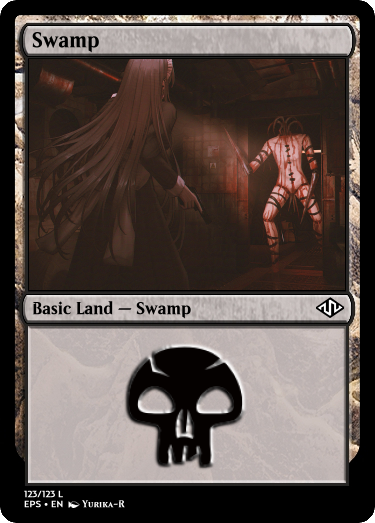 Swamp
Basic Land — Swamp
123/123 L
EPS • EN Yurika-R